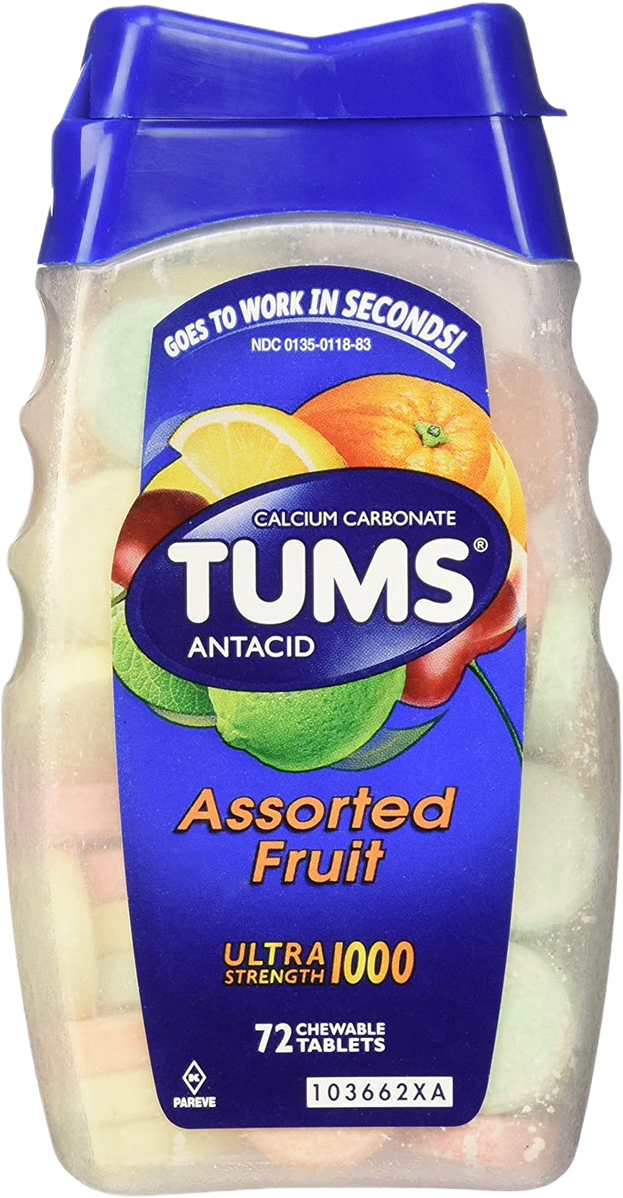 GOES TO WORK IN SECONDS!
NDC 0135-0118-83
CALCIUM CARBONATE
TUMS®
ANTACID
Assorted
Fruit
ULTRA
STRENGTH 1000
72 CHEWABLE
TABLETS
K
PAREVE
103662XA